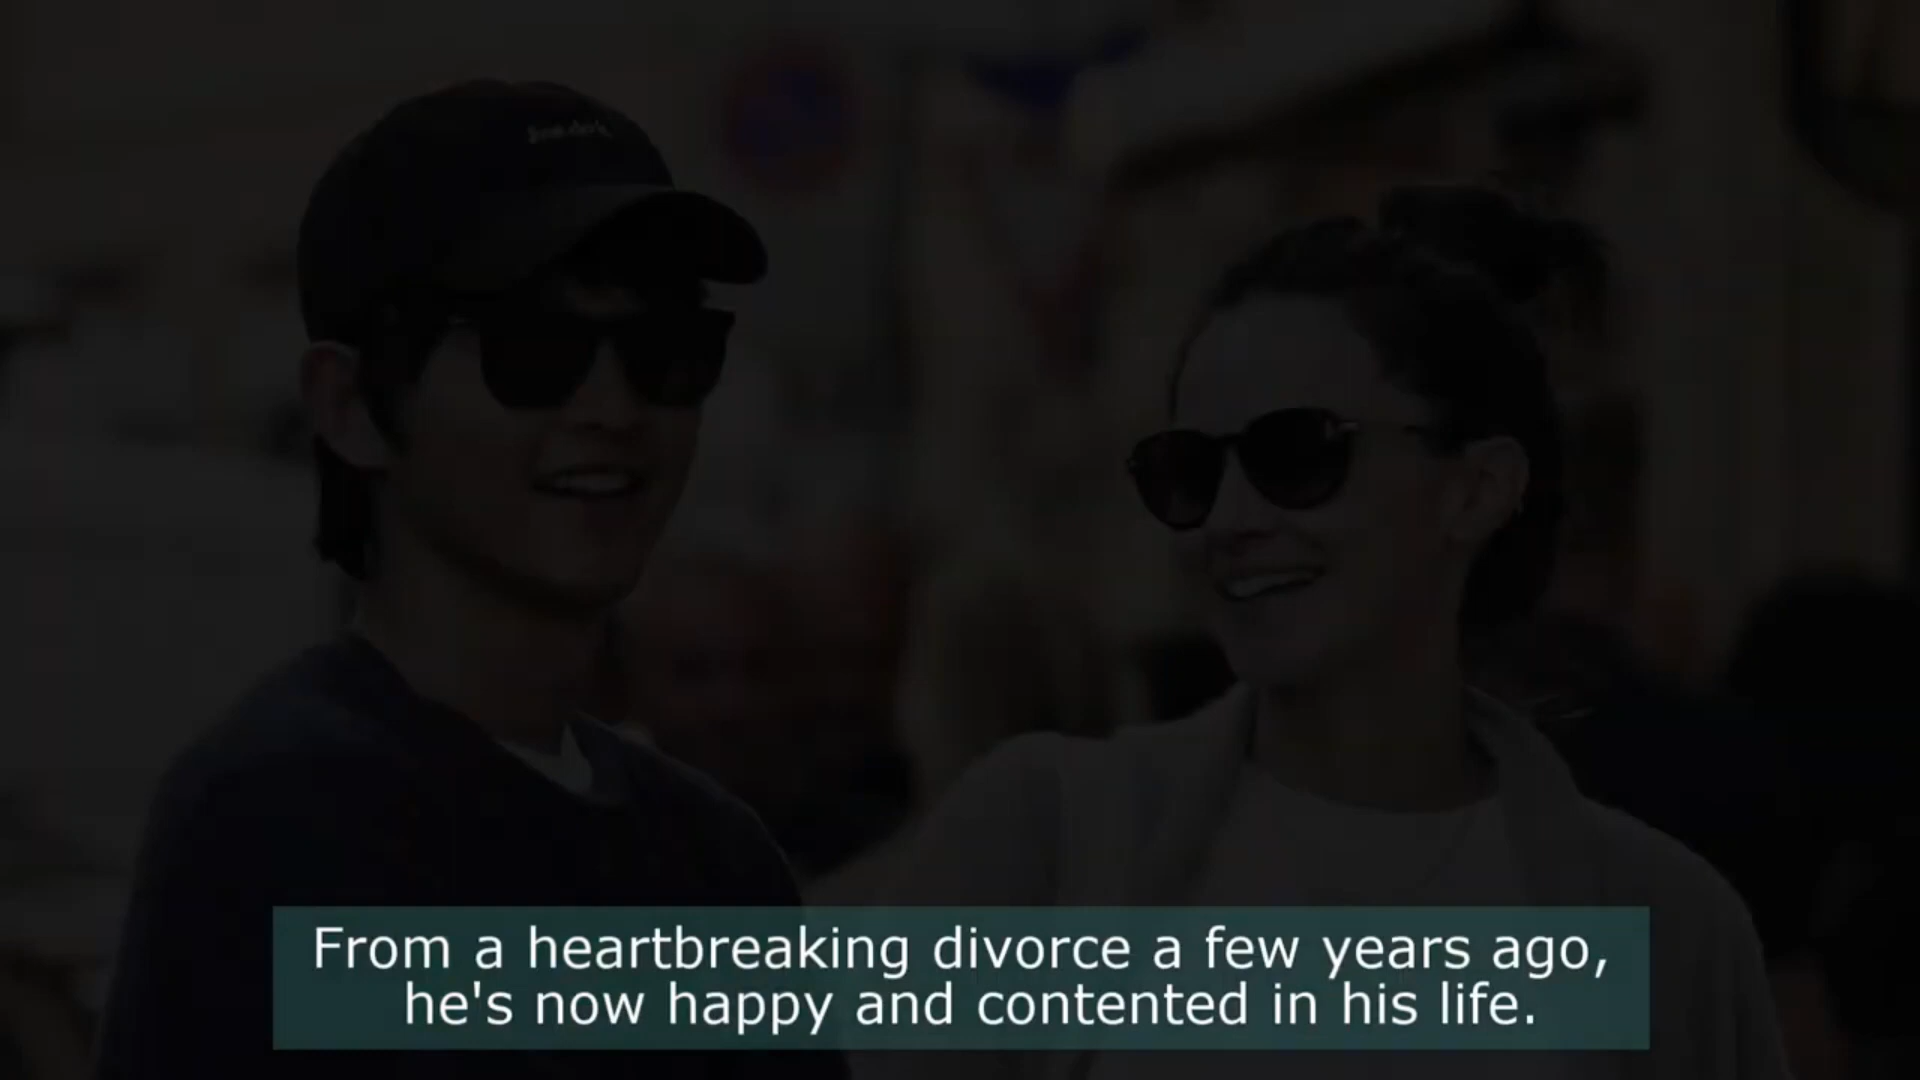 From a heartbreaking divorce a few years ago,
he's now happy and contented in his life.